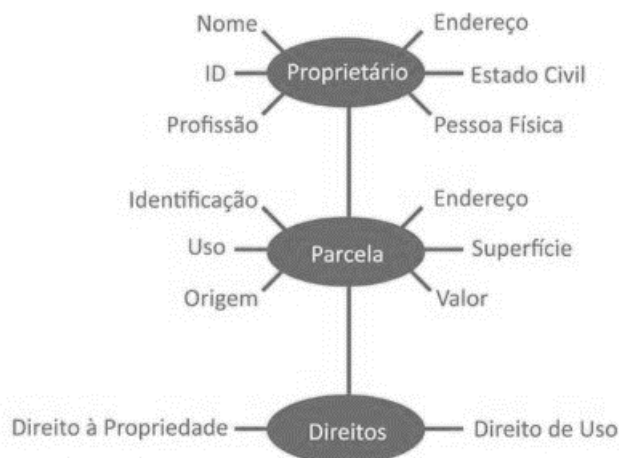 Nome
Endereço
ID
Proprietário
Estado Civil
Profissão
Pessoa Física
Identificação
Endereço
Uso
Parcela
Superfície
Origem
Valor
Direito à Propriedade
Direitos
Direito de Uso